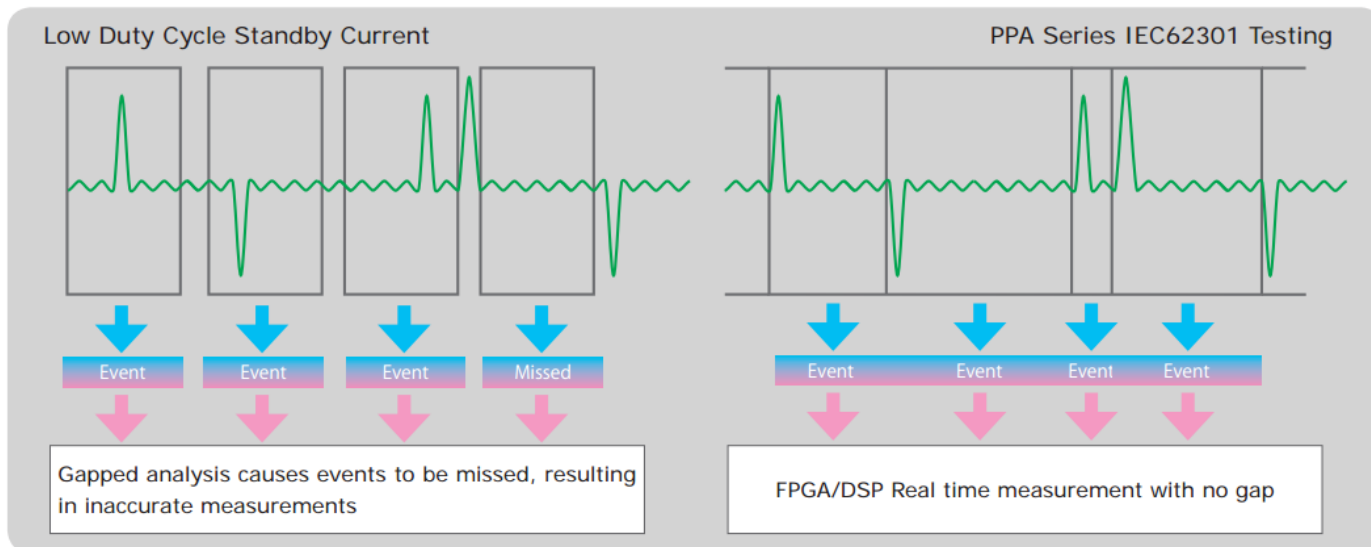 Low Duty Cycle Standby Current
PPA Series IEC62301 Testing
Event
Event
Event
Missed
Event
Event
Event
Event
Gapped analysis causes events to be missed, resulting
in inaccurate measurements
FPGA/DSP Real time measurement with no gap